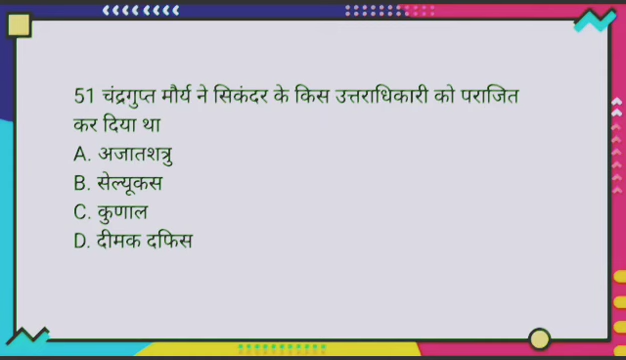 51 चंद्रगुप्त मौर्य ने सिकंदर के किस उत्तराधिकारी को पराजित
कर दिया था
A. अजातशत्रु
B. सेल्यूकस
C. कुणाल
D. दीमक दफिस